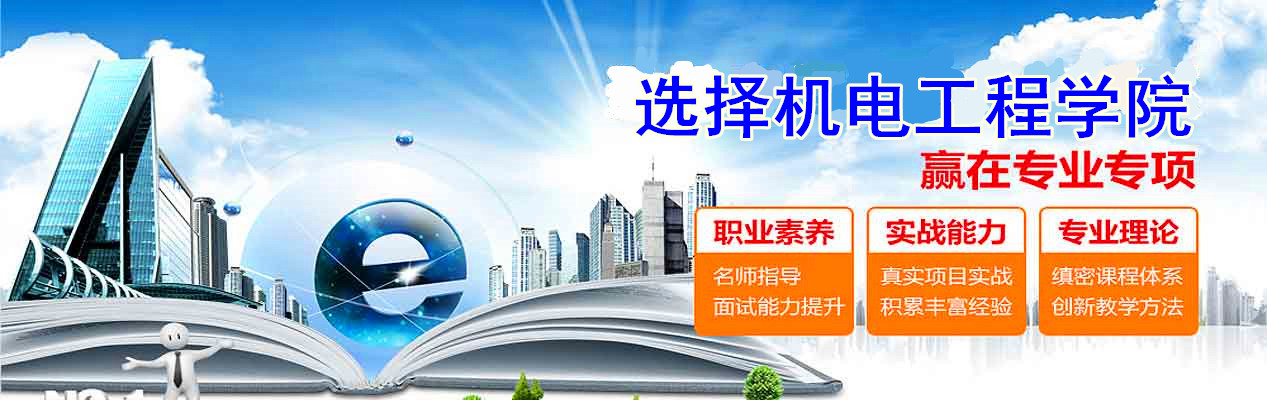 选择机电工程学院
赢在专业专项
职业素养
名师指导
面试能力提升
实战能力
真实项目实战
积累丰富经验
专业理论
缜密课程体系
创新教学方法
e